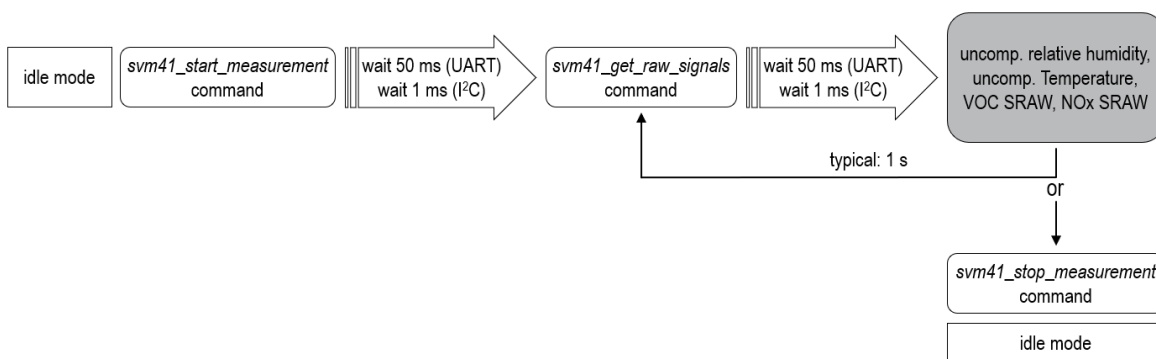 idle mode
svm41_start_measurement
command
wait 50 ms (UART)
wait 1 ms (I²C)
svm41_get_raw_signals
command
wait 50 ms (UART)
wait 1 ms (I²C)
uncomp. relative humidity,
uncomp. Temperature,
VOC SRAW, NOx SRAW
typical: 1 s
or
svm41_stop_measurement
command
idle mode